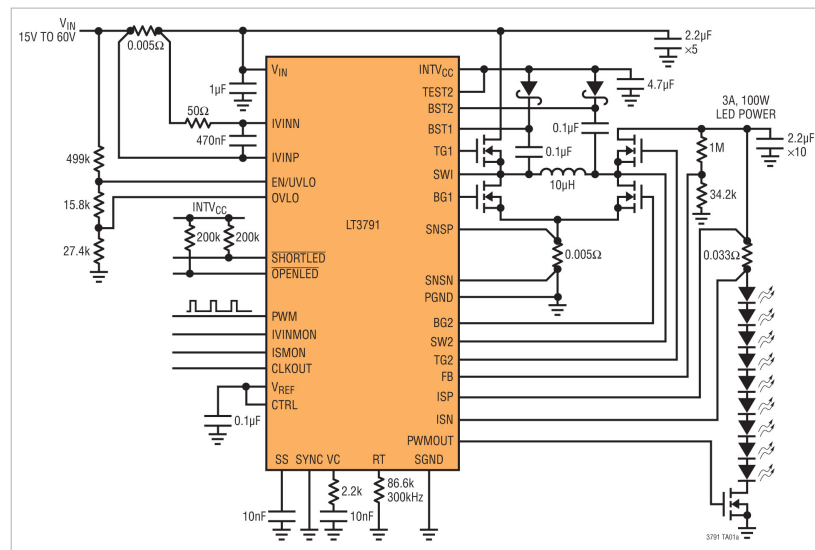 VIN
15V TO 60V
0.005Ω
2.2µF
×5
VIN
INTVCC
1µF
TEST2
4.7µF
BST2
3A, 100W
LED POWER
50Ω
IVINN
470nF
BST1
0.1µF
0.1µF
2.2µF
×10
IVINP
TG1
1M
499k
EN/UVLO
SWI
10µH
OVLO
BG1
34.2k
15.8k
INTVCC
LT3791
27.4k
200k
200k
SNSP
0.005Ω
0.033Ω
SHORTLED
SNSN
OPENLED
PGND
PWM
BG2
IVINMON
SW2
ISMON
TG2
CLKOUT
FB
VREF
ISP
CTRL
0.1µF
ISN
PWMOUT
SS
SYNC
VC
RT
SGND
2.2k
86.6k
300kHz
10nF
10nF
3791 TA01a